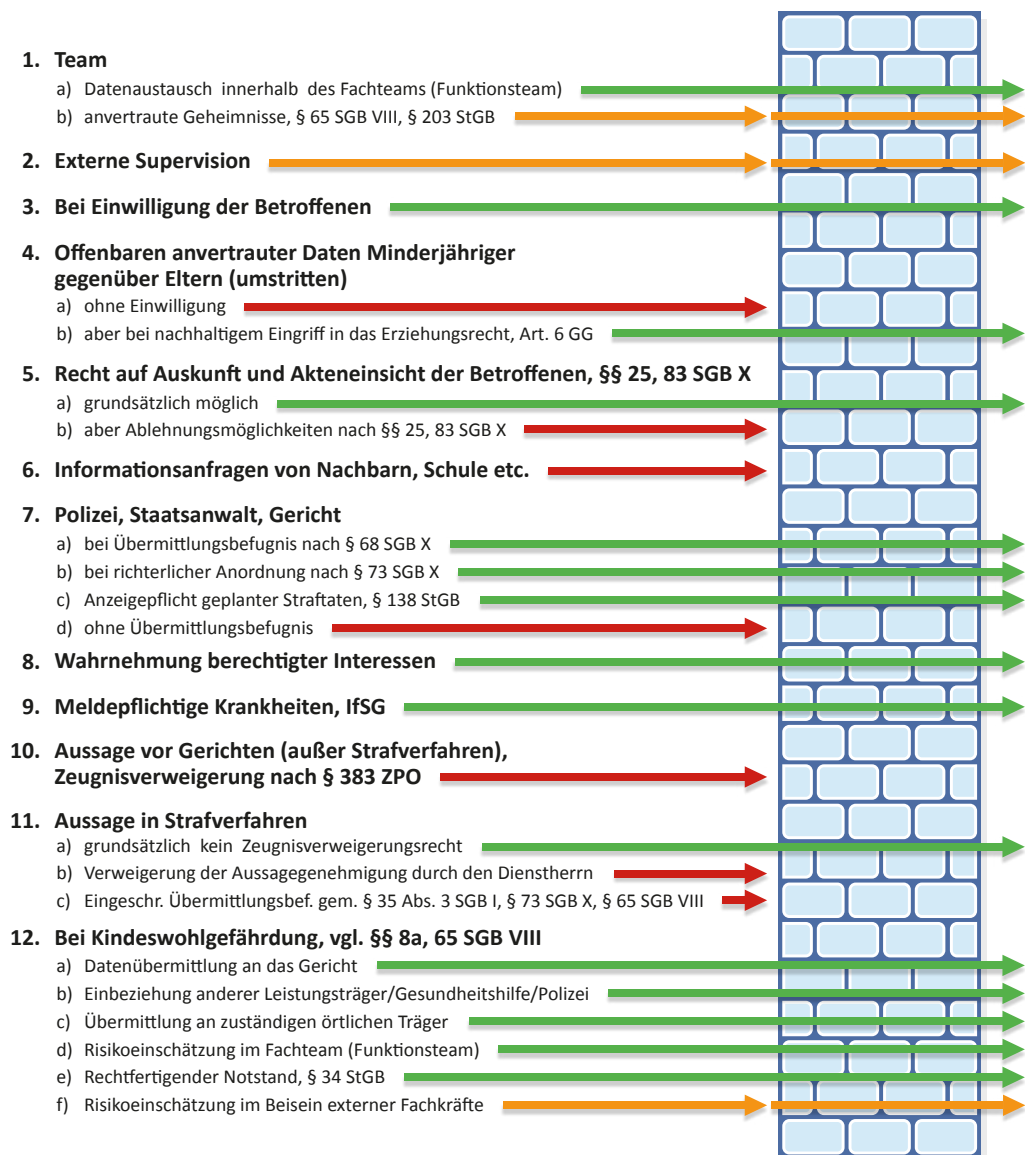 1. Team
a) Datenaustausch innerhalb des Fachteams (Funktionsteam)
b) anvertraute Geheimnisse, § 65 SGB VIII, § 203 StGB
2. Externe Supervision
3. Bei Einwilligung der Betroffenen
4. Offenbaren anvertrauter Daten Minderjähriger
gegenüber Eltern (umstritten)
a) ohne Einwilligung
b) aber bei nachhaltigem Eingriff in das Erziehungsrecht, Art. 6 GG
5. Recht auf Auskunft und Akteneinsicht der Betroffenen, §§ 25, 83 SGB X
a) grundsätzlich möglich
b) aber Ablehnungsmöglichkeiten nach §§ 25, 83 SGB X
6. Informationsanfragen von Nachbarn, Schule etc.
7. Polizei, Staatsanwalt, Gericht
a) bei Übermittlungsbefugnis nach § 68 SGB X
b) bei richterlicher Anordnung nach § 73 SGB X
c) Anzeigepflicht geplanter Straftaten, § 138 StGB
d) ohne Übermittlungsbefugnis
8. Wahrnehmung berechtigter Interessen
9. Meldepflichtige Krankheiten, IfSG
10. Aussage vor Gerichten (außer Strafverfahren),
Zeugnisverweigerung nach § 383 ZPO
11. Aussage in Strafverfahren
a) grundsätzlich kein Zeugnisverweigerungsrecht
b) Verweigerung der Aussagegenehmigung durch den Dienstherrn
c) Eingeschr. Übermittlungsbef. gem. § 35 Abs. 3 SGB I, § 73 SGB X, § 65 SGB VIII
12. Bei Kindeswohlgefährdung, vgl. §§ 8a, 65 SGB VIII
a) Datenübermittlung an das Gericht
b) Einbeziehung anderer Leistungsträger/Gesundheitshilfe/Polizei
c) Übermittlung an zuständigen örtlichen Träger
d) Risikoeinschätzung im Fachteam (Funktionsteam)
e) Rechtfertigender Notstand, § 34 StGB
f) Risikoeinschätzung im Beisein externer Fachkräfte